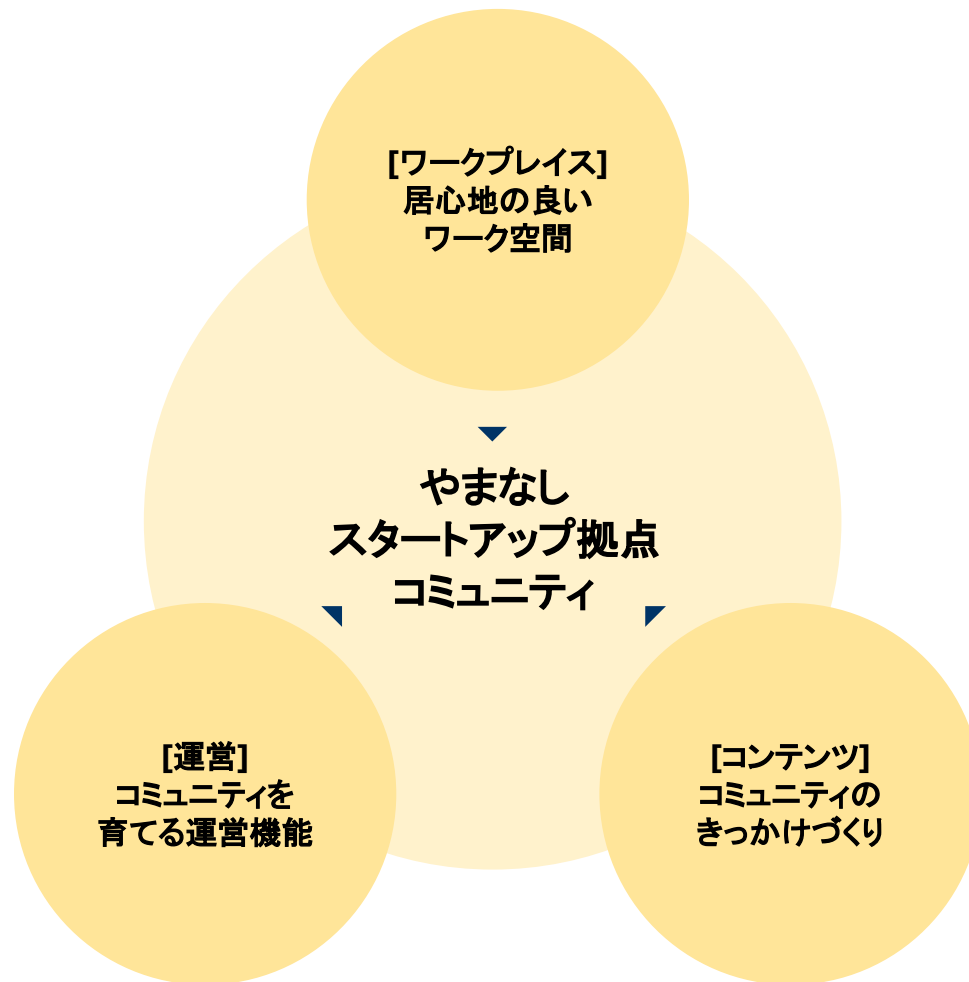 [ワークプレイス]
居心地の良い
ワーク空間
やまなし
スタートアップ拠点
コミュニティ
[運営]
コミュニティを
育てる運営機能
[コンテンツ]
コミュニティの
きっかけづくり